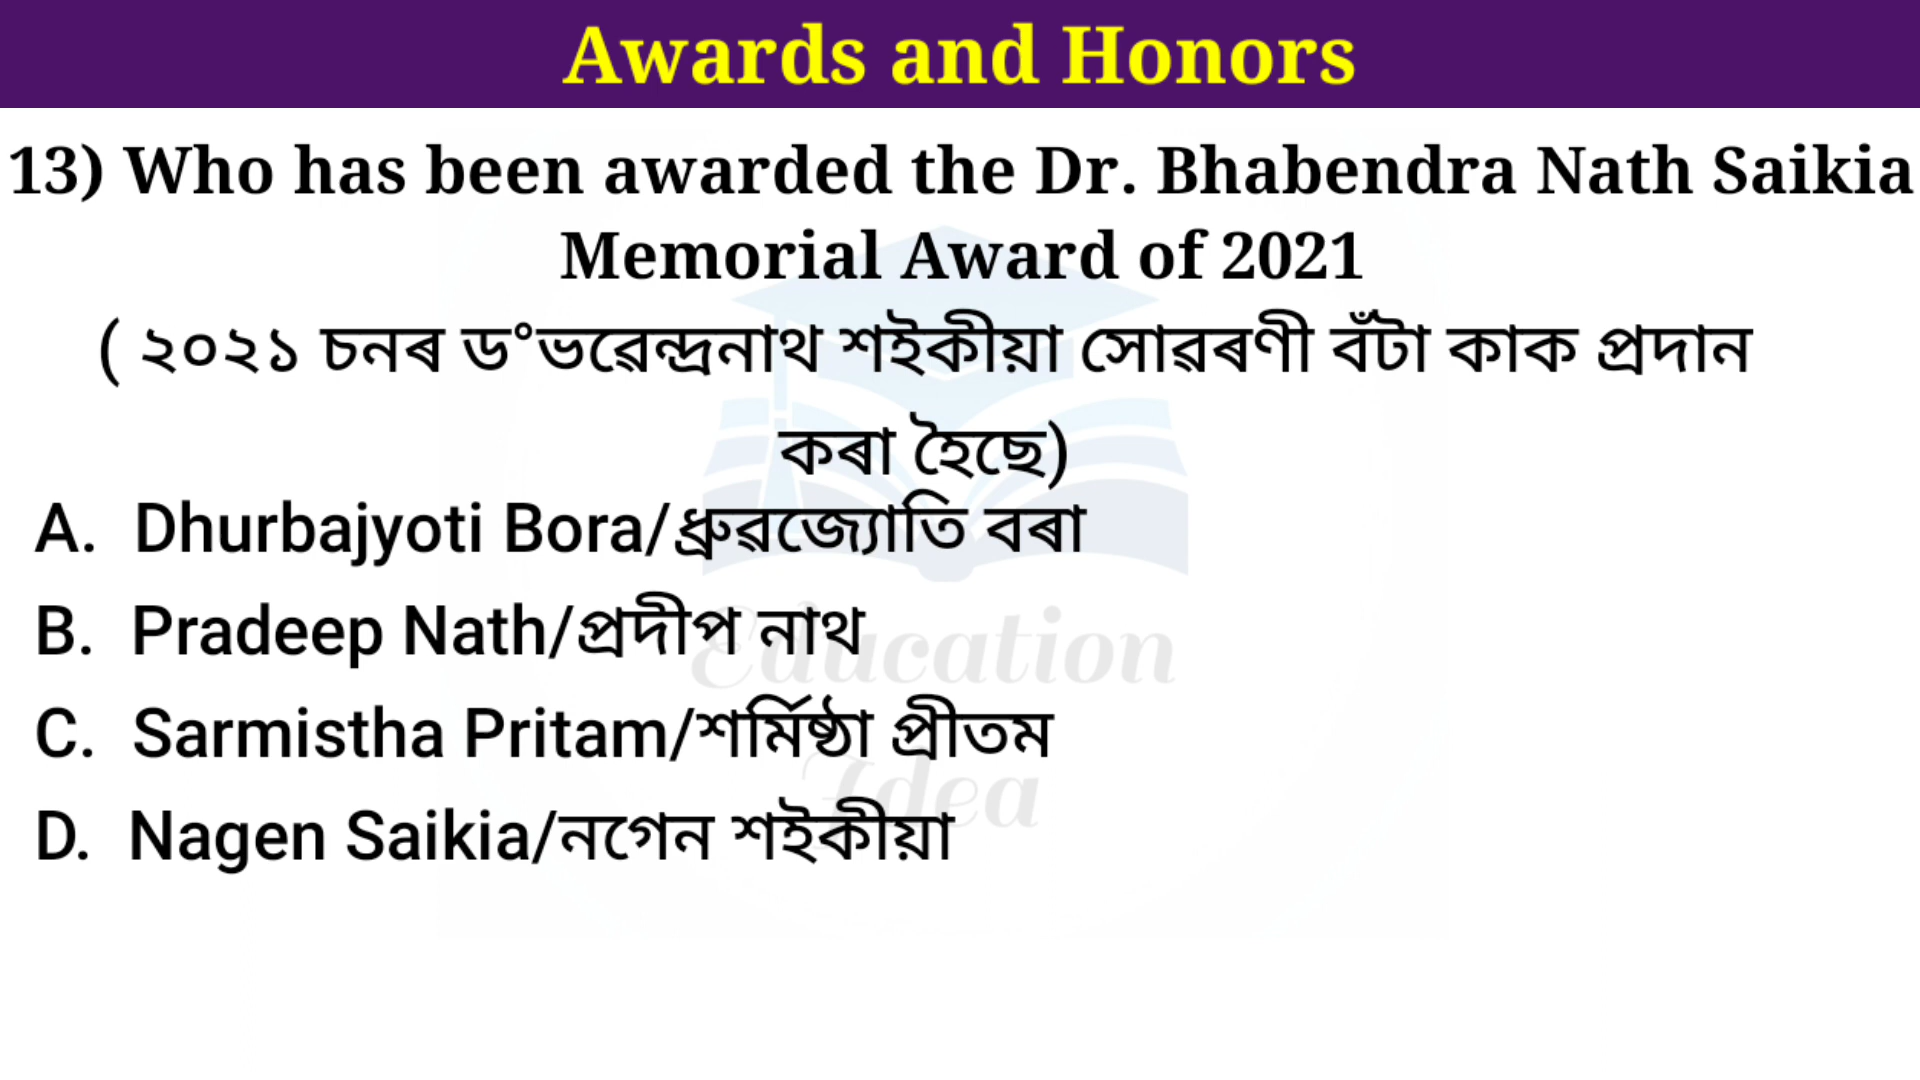 Awards and Honors
13) Who has been awarded the Dr. Bhabendra Nath Saikia
Memorial Award of 2021
( ২০২১ চনৰ ড°ভৱেন্দ্ৰনাথ শইকীয়া সোৱৰণী বঁটা কাক প্ৰদান
কৰা হৈছে)
A. Dhurbajyoti Bora/ধ্ৰুৱজ্যোতি বৰা
B. Pradeep Nath/প্ৰদীপ নাথ
C. Sarmistha Pritam/শৰ্মিষ্ঠা প্ৰীতম
D. Nagen Saikia/নগেন শইকীয়া
Education
Idea